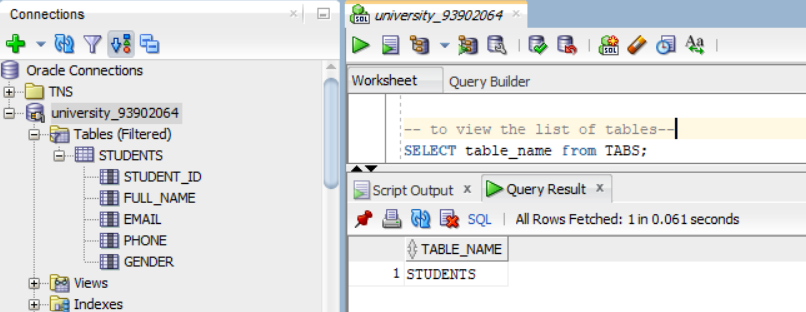 Connections
Oracle Connections
TNS
university_93902064
Tables (Filtered)
STUDENTS
STUDENT_ID
FULL_NAME
EMAIL
PHONE
GENDER
Views
Indexes
university_93902064
Worksheet Query Builder
-- to view the list of tables--
SELECT table_name from TABS;
Script Output x Query Result x
SQL | All Rows Fetched: 1 in 0.061 seconds
TABLE_NAME
1 STUDENTS